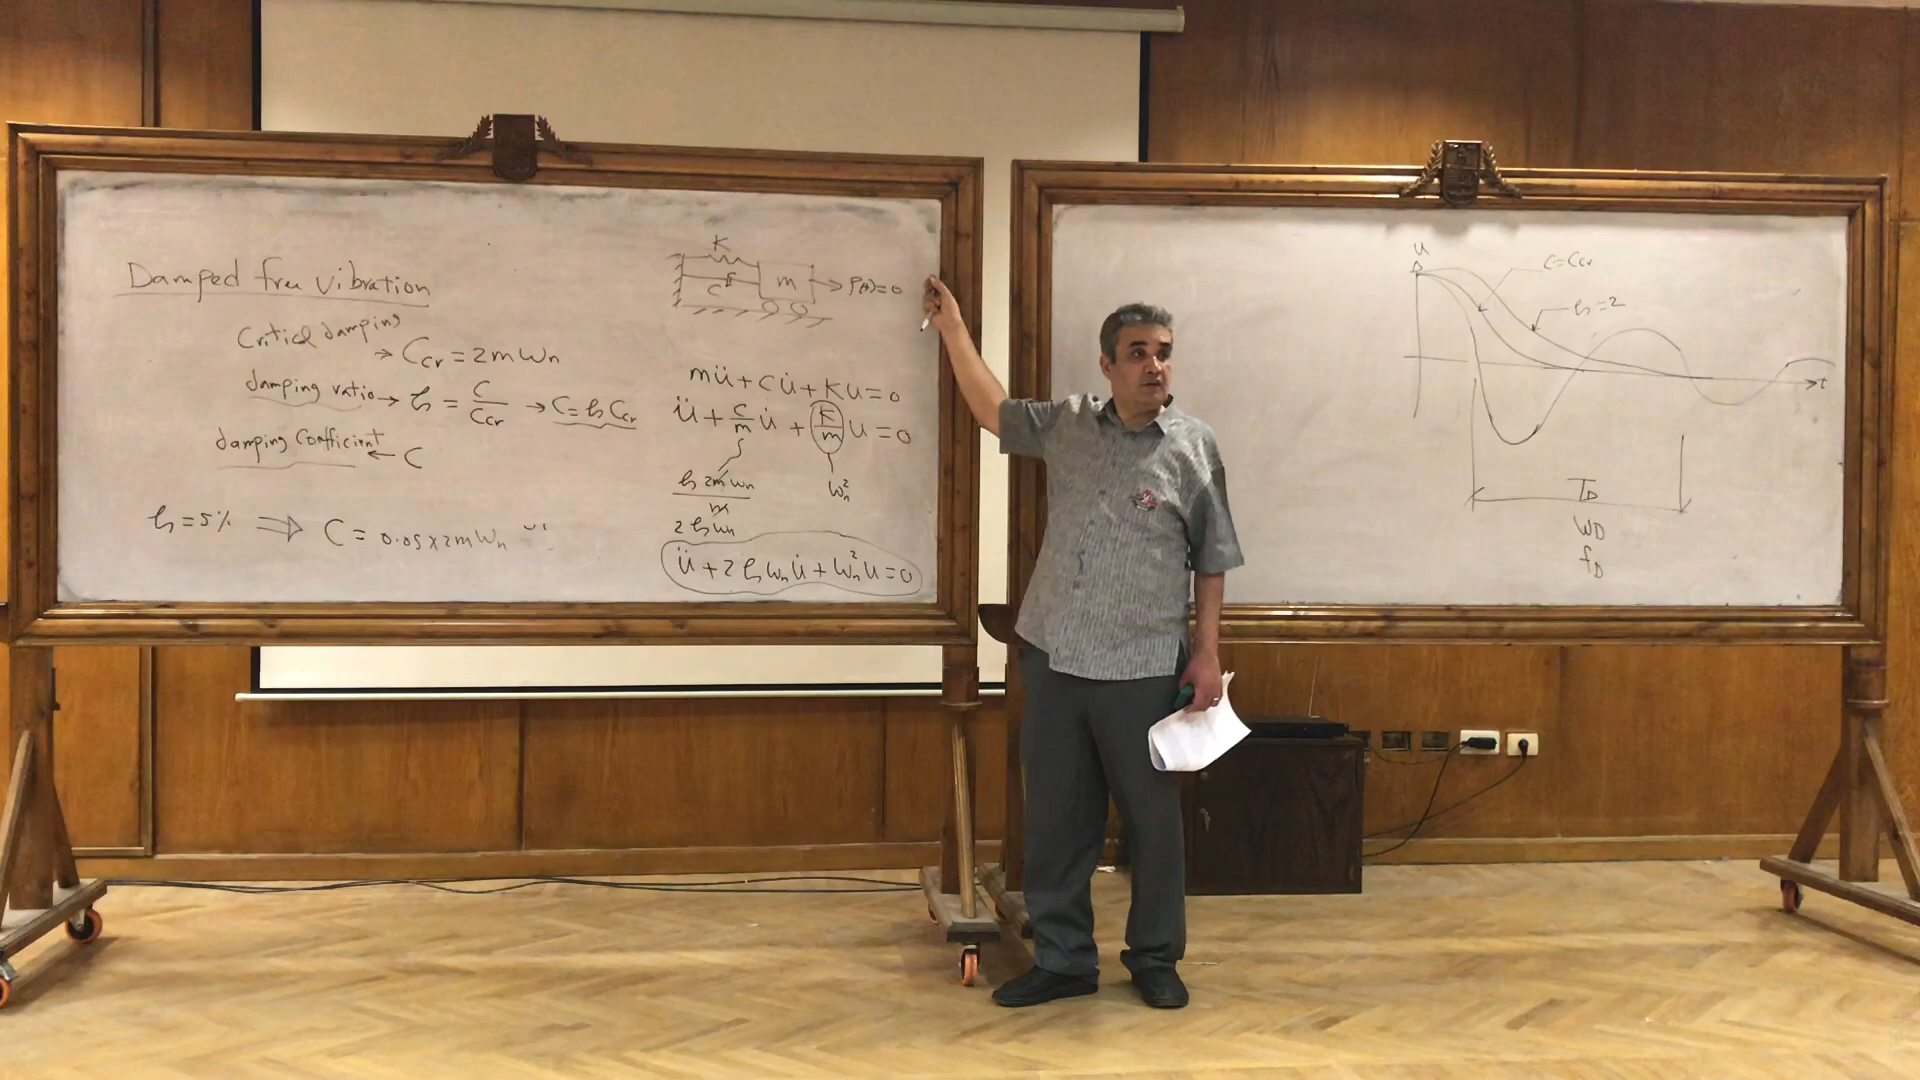 Damped free vibration
Critical damping
→ Ccr = 2mωn
damping ratio → ξ = C/Ccr → C = ξ Ccr
damping Coefficient ← C
ξ = 5% ⇒ C = 0.05 x 2mωn
K
C
m → P(t) = 0
mü + Cu̇ + Ku = 0
ü + C/m u̇ + K/m u = 0
ξ 2mωn / m
ωn²
2ξωn
ü + 2ξωn u̇ + ωn² u = 0
u
C = Ccr
ξ = 2
t
TD
ωD
fD